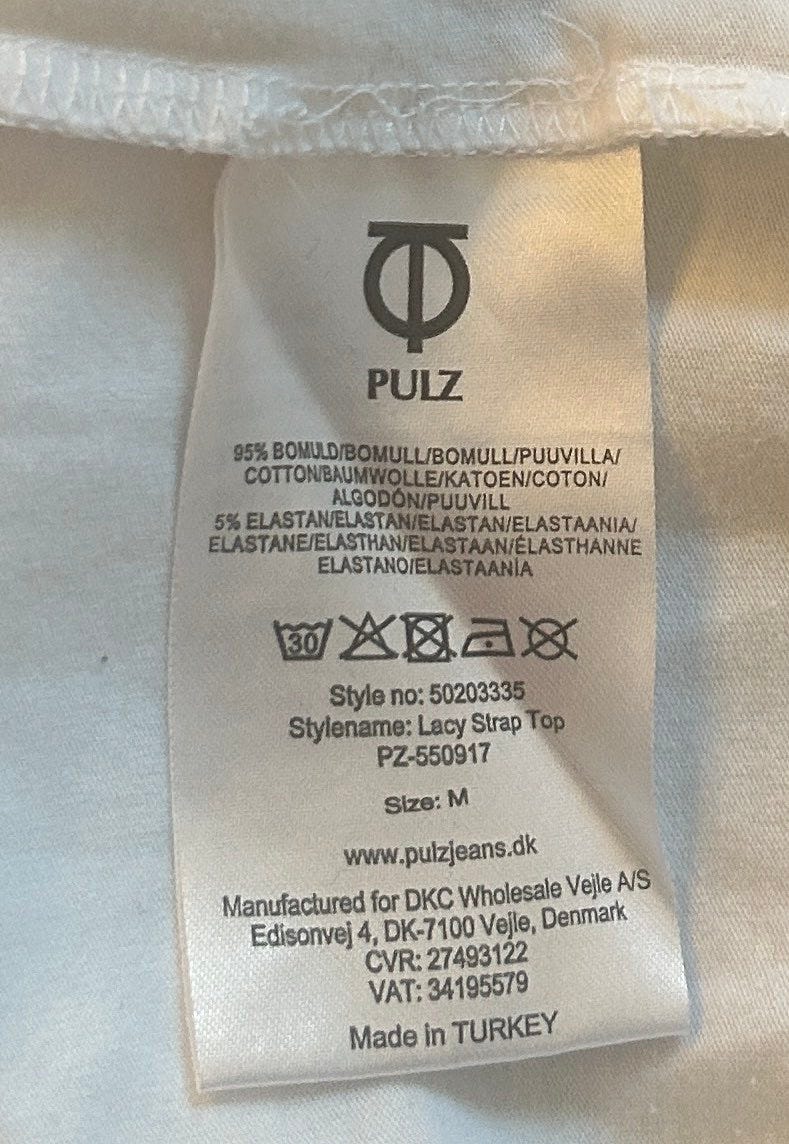 PULZ
95% BOMULD/BOMULL/BOMULL/PUUVILLA/
COTTON/BAUMWOLLE/KATOEN/COTON/
ALGODÓN/PUUVILL
5% ELASTAN/ELASTAN/ELASTAN/ELASTAANIA/
ELASTANE/ELASTHAN/ELASTAAN/ÉLASTHANNE
ELASTANO/ELASTAANÍA
30
Style no: 50203335
Stylename: Lacy Strap Top
PZ-550917
Size: M
www.pulzjeans.dk
Manufactured for DKC Wholesale Vejle A/S
Edisonvej 4, DK-7100 Vejle, Denmark
CVR: 27493122
VAT: 34195579
Made in TURKEY